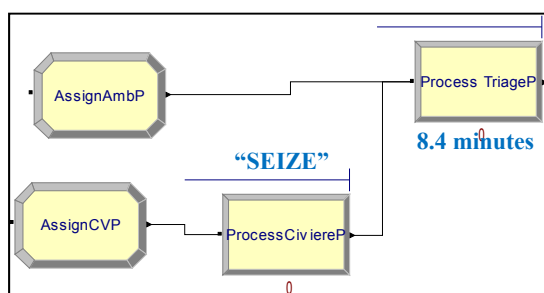 AssignAmbP
Process TriageP
0
8.4 minutes
“SEIZE”
AssignCVP
ProcessCiviereP
0